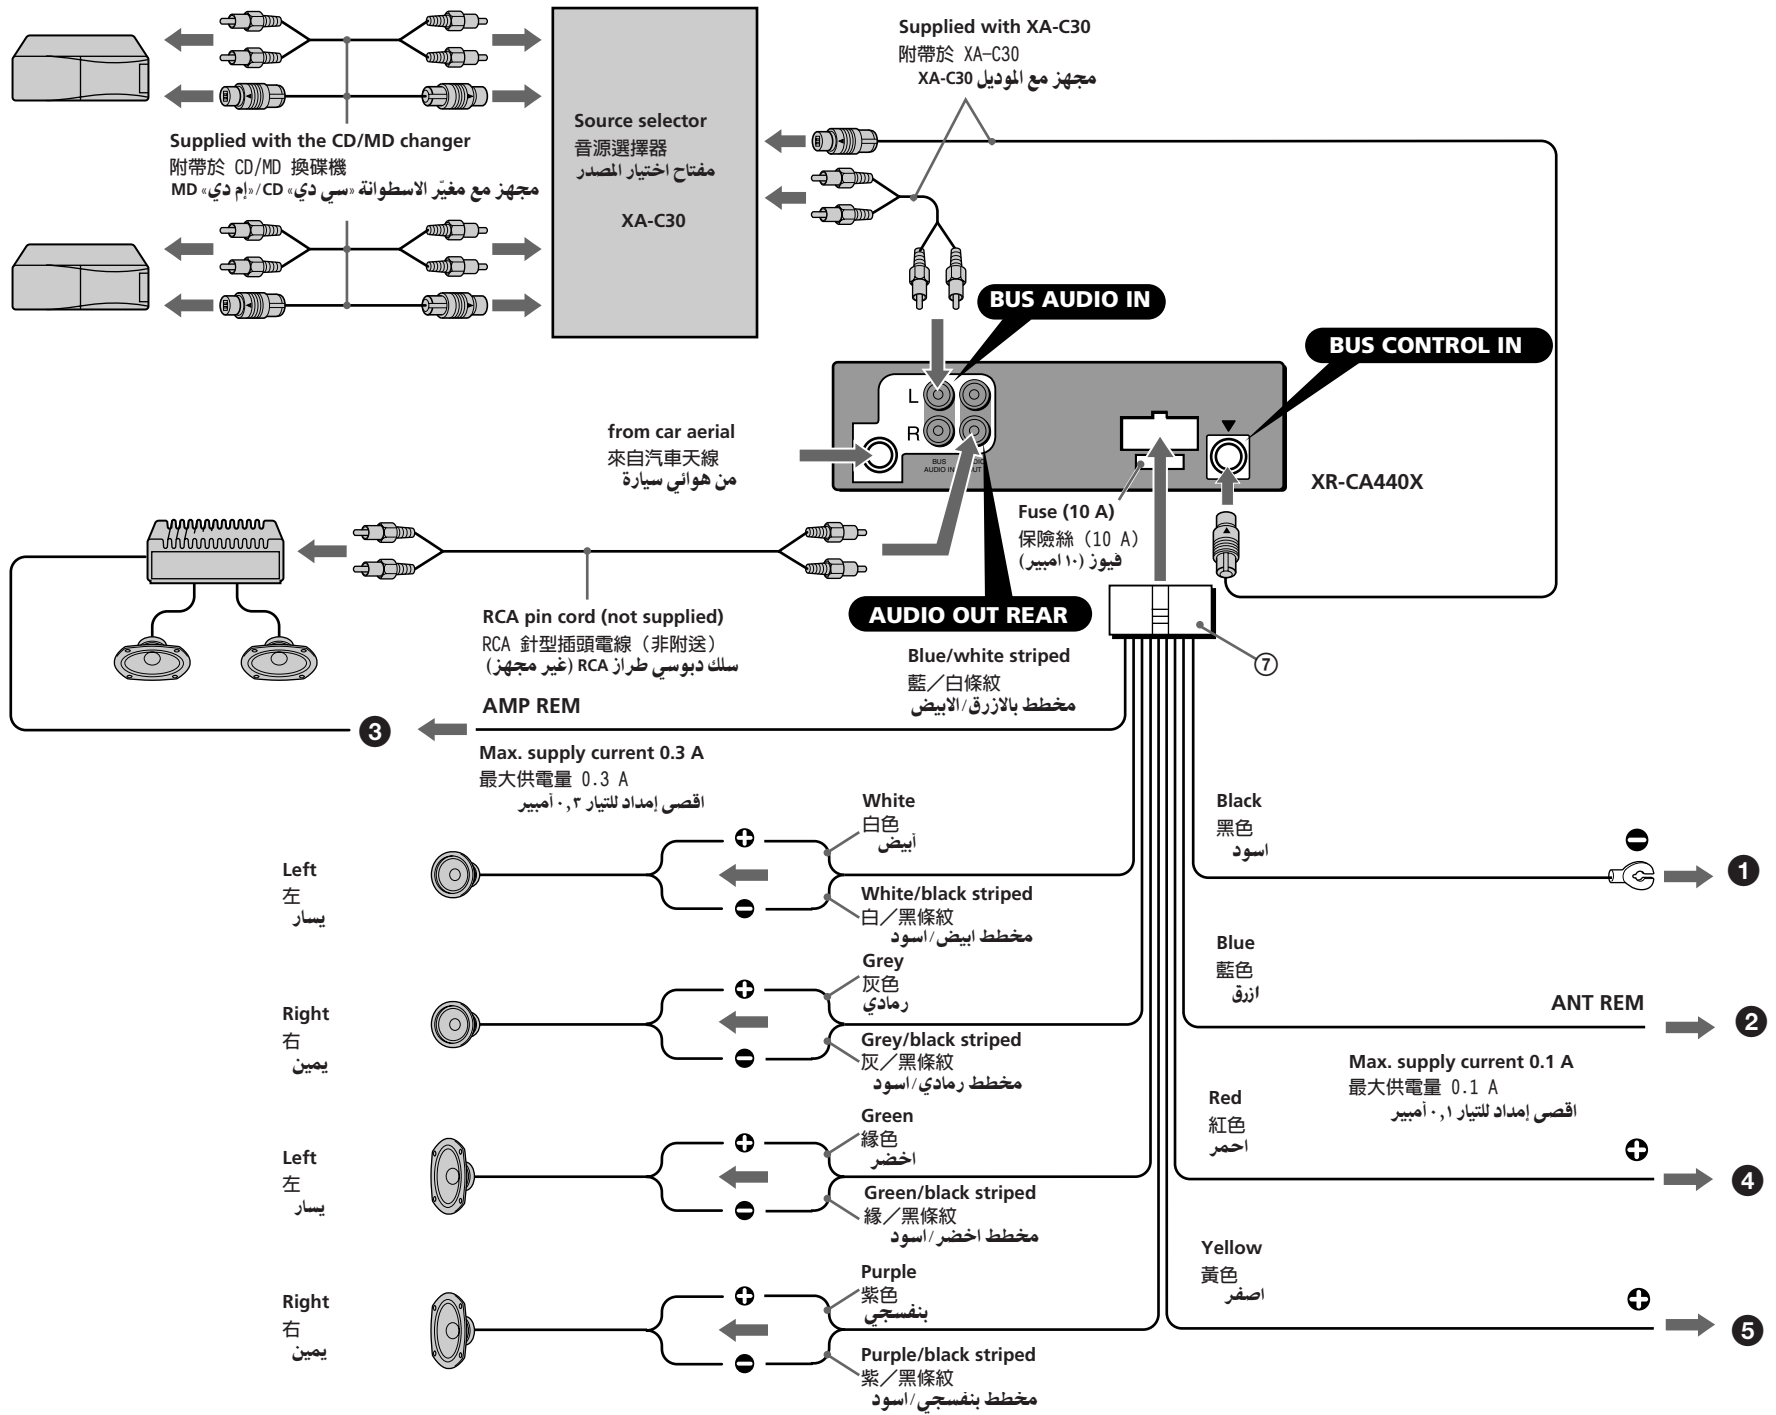 Supplied with XA-C30
附帶於 XA-C30
مجهز مع الموديل XA-C30
Supplied with the CD/MD changer
附帶於 CD/MD 換碟機
مجهز مع مغيّر الاسطوانة «سي دي» CD/«إم دي» MD
Source selector
音源選擇器
مفتاح اختيار المصدر
XA-C30
BUS AUDIO IN
BUS CONTROL IN
L
R
BUS
AUDIO IN
from car aerial
來自汽車天線
من هوائي سيارة
XR-CA440X
Fuse (10 A)
保險絲（10 A）
فيوز (١٠ امبير)
AUDIO OUT REAR
RCA pin cord (not supplied)
RCA 針型插頭電線（非附送）
سلك دبوسي طراز RCA (غير مجهز)
7
Blue/white striped
藍／白條紋
مخطط بالازرق/الابيض
AMP REM
3
Max. supply current 0.3 A
最大供電量 0.3 A
اقصى إمداد للتيار ٠,٣ أمبير
White
白色
أبيض
Left
左
يسار
White/black striped
白／黑條紋
مخطط ابيض/اسود
Black
黑色
اسود
1
Grey
灰色
رمادي
Right
右
يمين
Grey/black striped
灰／黑條紋
مخطط رمادي/اسود
Blue
藍色
ازرق
ANT REM
2
Max. supply current 0.1 A
最大供電量 0.1 A
اقصى إمداد للتيار ٠,١ أمبير
Green
緣色
اخضر
Left
左
يسار
Green/black striped
緣／黑條紋
مخطط اخضر/اسود
Red
紅色
احمر
4
Purple
紫色
بنفسجي
Right
右
يمين
Purple/black striped
紫／黑條紋
مخطط بنفسجي/اسود
Yellow
黃色
اصفر
5